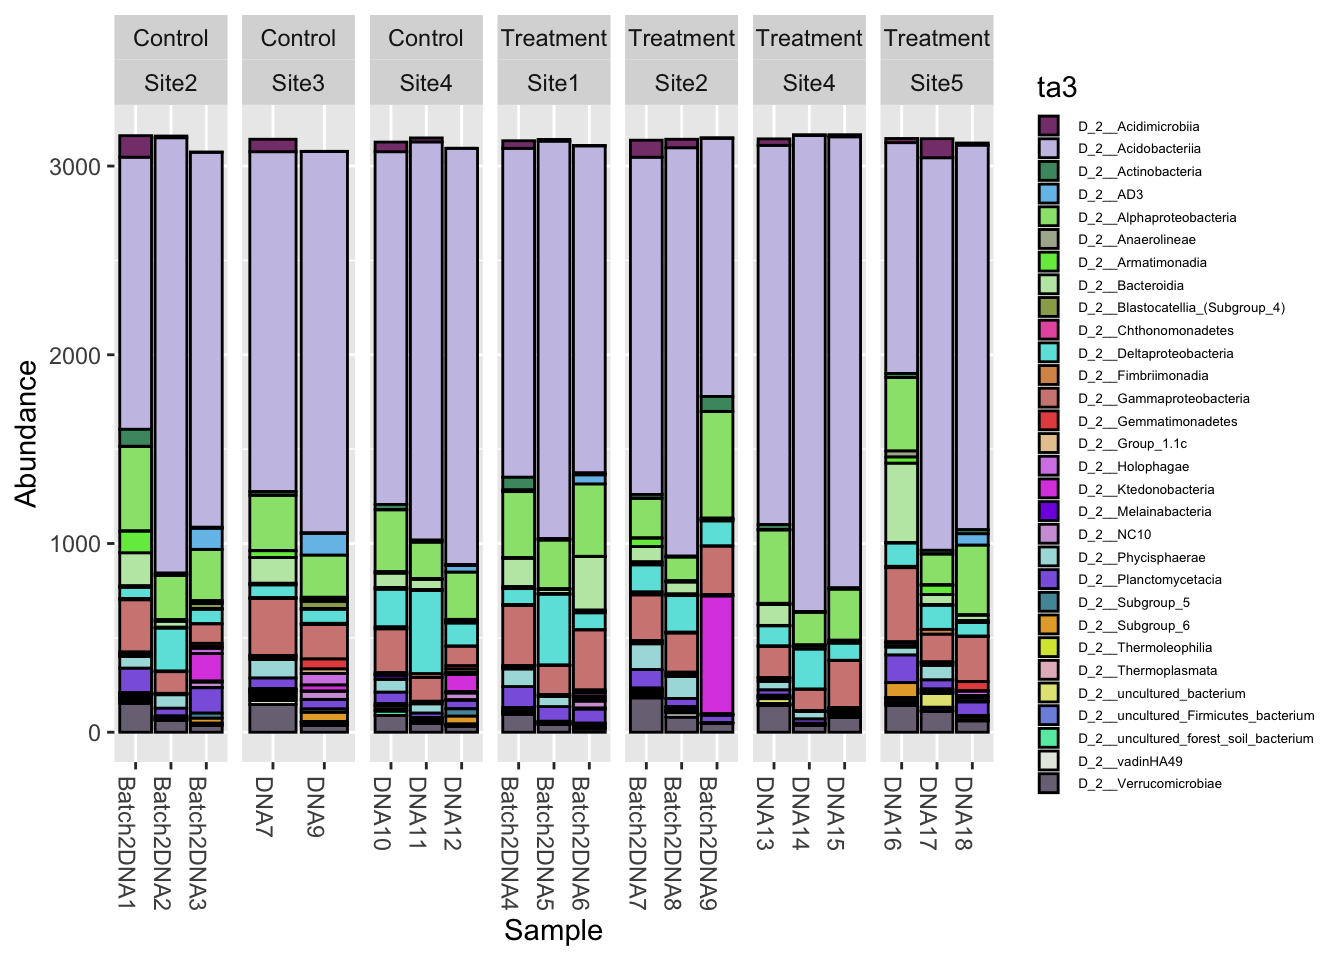 Control Control Control Treatment Treatment Treatment Treatment
Site2 Site3 Site4 Site1 Site2 Site4 Site5
Abundance
3000
2000
1000
0
Batch2DNA1 Batch2DNA2 Batch2DNA3 DNA7 DNA9 DNA10 DNA11 DNA12 Batch2DNA4 Batch2DNA5 Batch2DNA6 Batch2DNA7 Batch2DNA8 Batch2DNA9 DNA13 DNA14 DNA15 DNA16 DNA17 DNA18
Sample
ta3
D_2__Acidimicrobiia
D_2__Acidobacteriia
D_2__Actinobacteria
D_2__AD3
D_2__Alphaproteobacteria
D_2__Anaerolineae
D_2__Armatimonadia
D_2__Bacteroidia
D_2__Blastocatellia_(Subgroup_4)
D_2__Chthonomonadetes
D_2__Deltaproteobacteria
D_2__Fimbriimonadia
D_2__Gammaproteobacteria
D_2__Gemmatimonadetes
D_2__Group_1.1c
D_2__Holophagae
D_2__Ktedonobacteria
D_2__Melainabacteria
D_2__NC10
D_2__Phycisphaerae
D_2__Planctomycetacia
D_2__Subgroup_5
D_2__Subgroup_6
D_2__Thermoleophilia
D_2__Thermoplasmata
D_2__uncultured_bacterium
D_2__uncultured_Firmicutes_bacterium
D_2__uncultured_forest_soil_bacterium
D_2__vadinHA49
D_2__Verrucomicrobiae